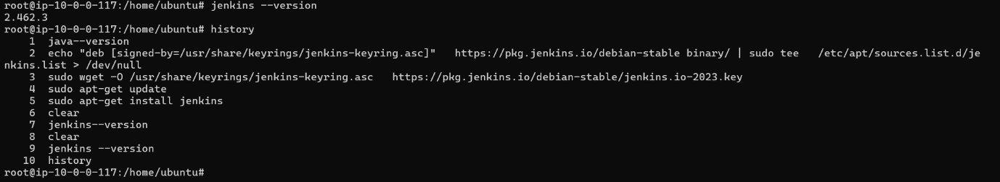 root@ip-10-0-0-117:/home/ubuntu# jenkins --version
2.462.3
root@ip-10-0-0-117:/home/ubuntu# history
    1  java--version
    2  echo "deb [signed-by=/usr/share/keyrings/jenkins-keyring.asc]"   https://pkg.jenkins.io/debian-stable binary/ | sudo tee   /etc/apt/sources.list.d/je
nkins.list > /dev/null
    3  sudo wget -O /usr/share/keyrings/jenkins-keyring.asc   https://pkg.jenkins.io/debian-stable/jenkins.io-2023.key
    4  sudo apt-get update
    5  sudo apt-get install jenkins
    6  clear
    7  jenkins--version
    8  clear
    9  jenkins --version
   10  history
root@ip-10-0-0-117:/home/ubuntu#